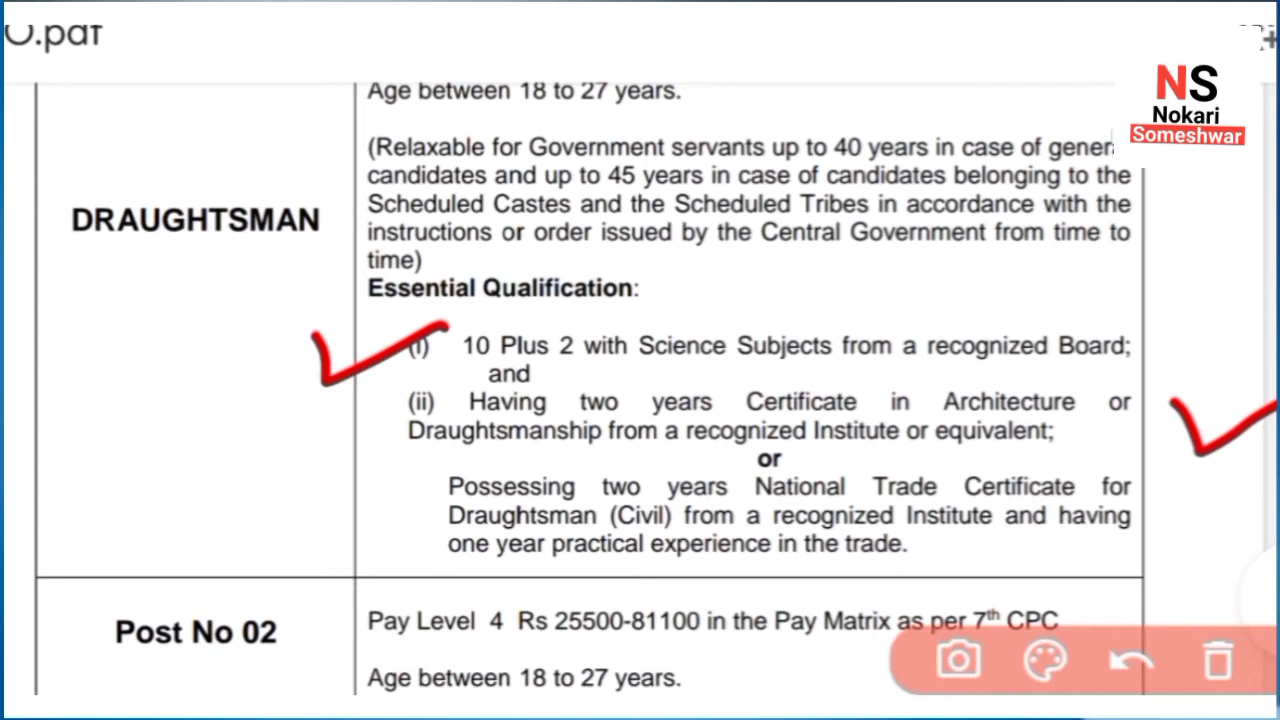 Age between 18 to 27 years.
NS
Nokari
Someshwar
(Relaxable for Government servants up to 40 years in case of
candidates and up to 45 years in case of candidates belonging to the
Scheduled Castes and the Scheduled Tribes in accordance with the
instructions or order issued by the Central Government from time to
time)
DRAUGHTSMAN
Essential Qualification:
(i) 10 Plus 2 with Science Subjects from a recognized Board;
and
(ii) Having two years Certificate in Architecture or
Draughtsmanship from a recognized Institute or equivalent;
or
Possessing two years National Trade Certificate for
Draughtsman (Civil) from a recognized Institute and having
one year practical experience in the trade.
Post No 02
Pay Level 4 Rs 25500-81100 in the Pay Matrix as per 7th CPC
Age between 18 to 27 years.